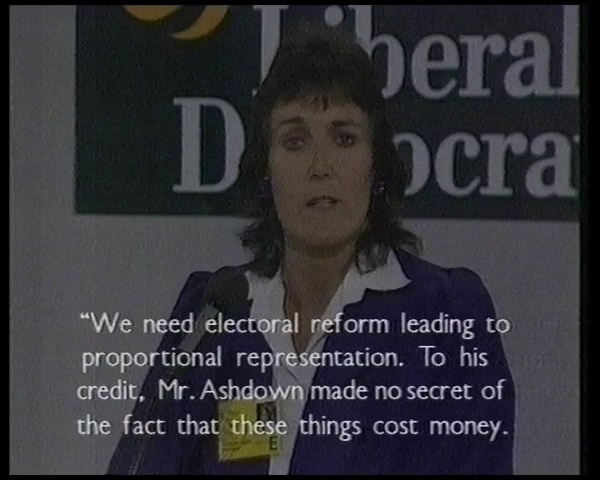 Liberal
Democra
“We need electoral reform leading to
proportional representation. To his
credit, Mr. Ashdown made no secret of
the fact that these things cost money.